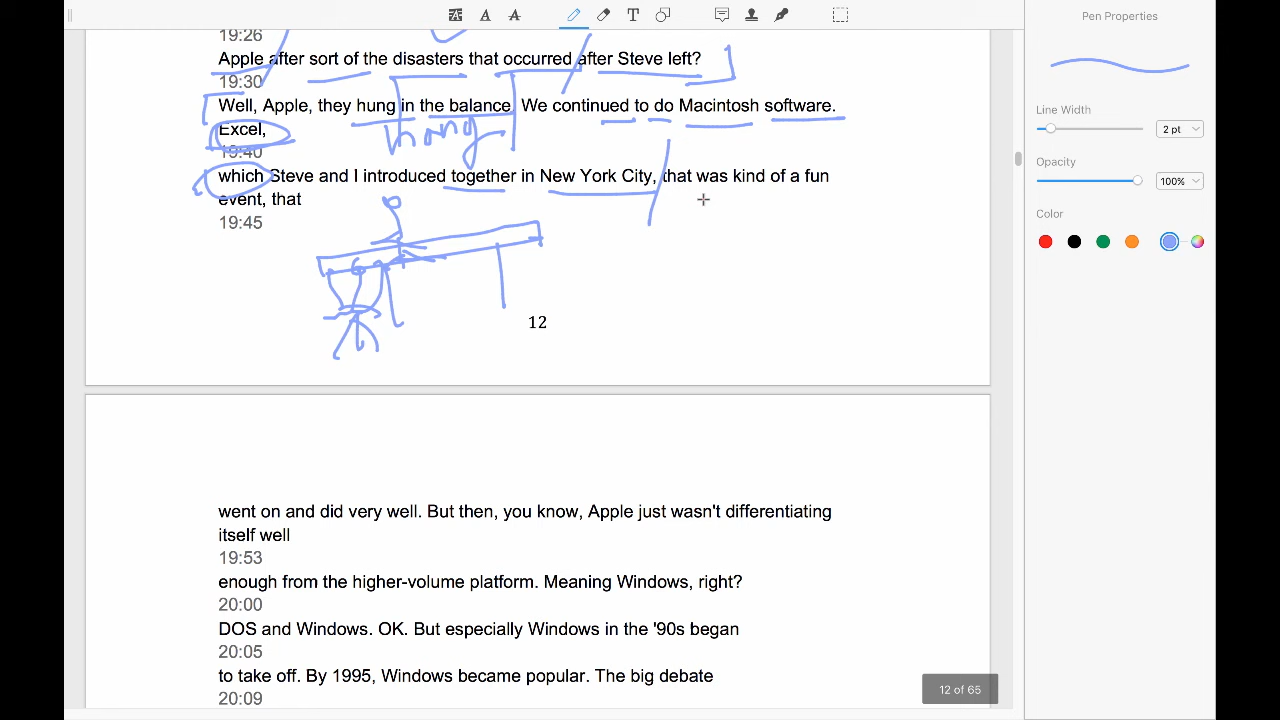 Pen Properties
19:26
Apple after sort of the disasters that occurred after Steve left?
19:30
Well, Apple, they hung in the balance. We continued to do Macintosh software.
Excel,
hang
19:40
which Steve and I introduced together in New York City, that was kind of a fun
event, that
19:45
12
went on and did very well. But then, you know, Apple just wasn't differentiating
itself well
19:53
enough from the higher-volume platform. Meaning Windows, right?
20:00
DOS and Windows. OK. But especially Windows in the '90s began
20:05
to take off. By 1995, Windows became popular. The big debate
20:09
12 of 65
Line Width
2 pt
Opacity
100%
Color